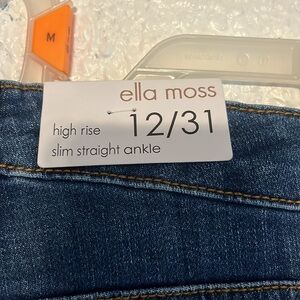 M
ella moss
high rise 12/31
slim straight ankle